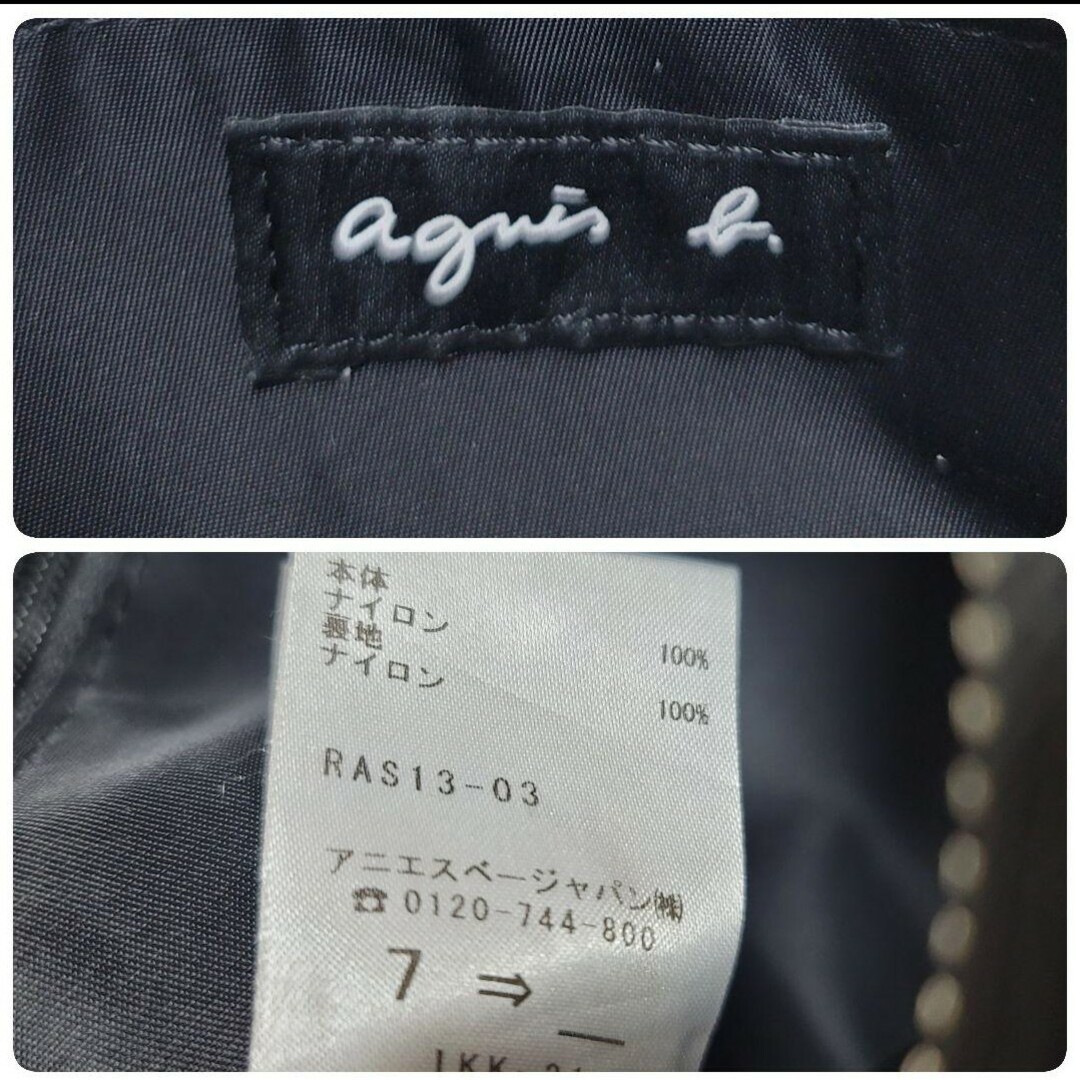 agnès b.
本体
ナイロン 100%
裏地
ナイロン 100%
RAS13-03
アニエスベージャパン㈱
☎0120-744-800
7 ⇒